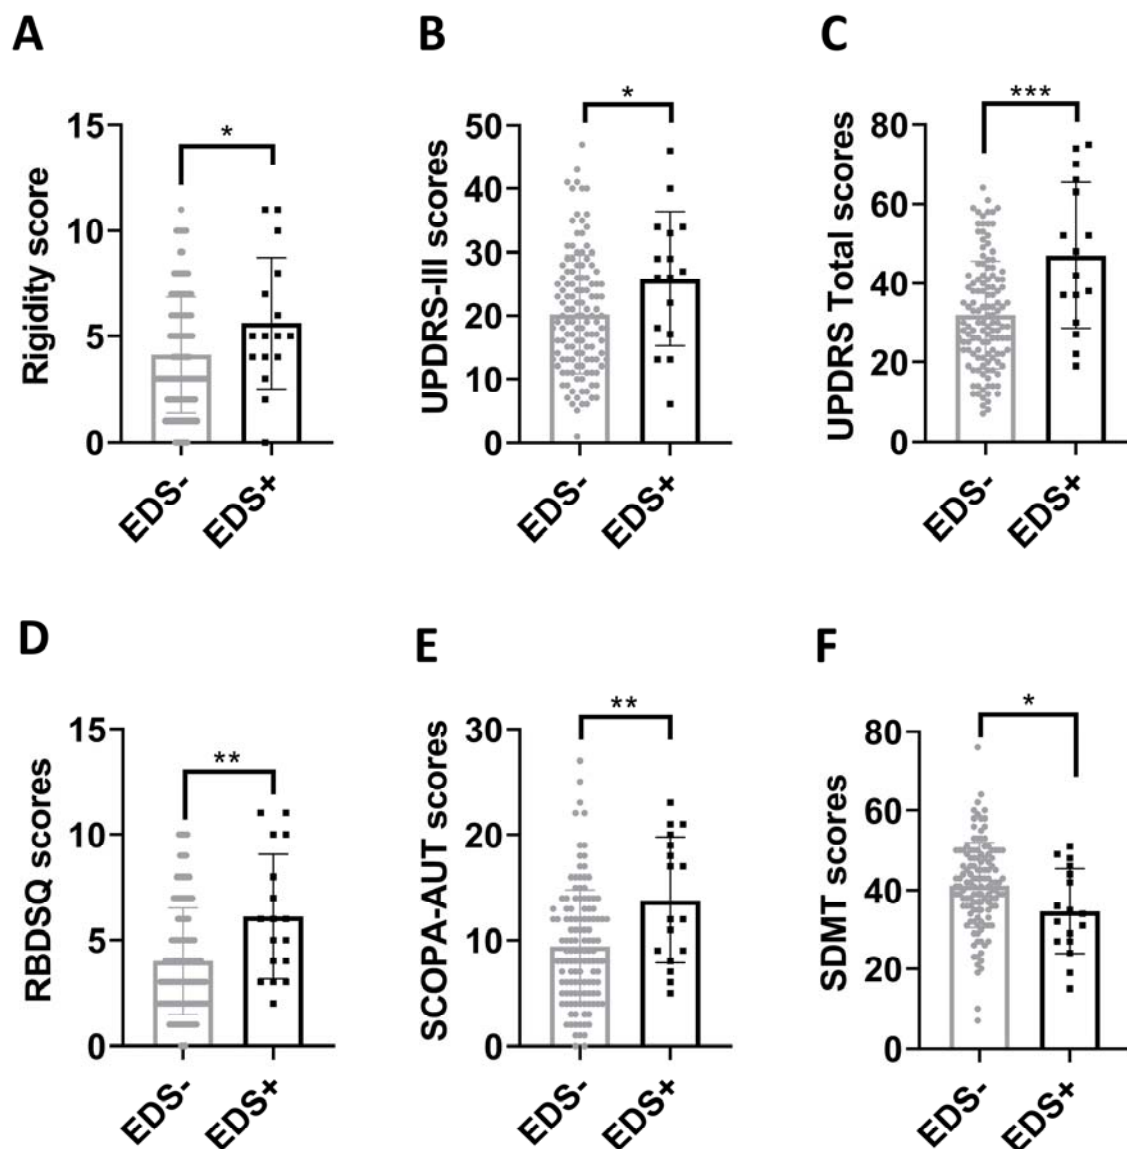 A
B
C
Rigidity score
15
10
5
0
*
EDS-
EDS+
UPDRS-III scores
50
40
30
20
10
0
*
EDS-
EDS+
UPDRS Total scores
80
60
40
20
0
***
EDS-
EDS+
D
E
F
RBDSQ scores
15
10
5
0
**
EDS-
EDS+
SCOPA-AUT scores
30
20
10
0
**
EDS-
EDS+
SDMT scores
80
60
40
20
0
*
EDS-
EDS+